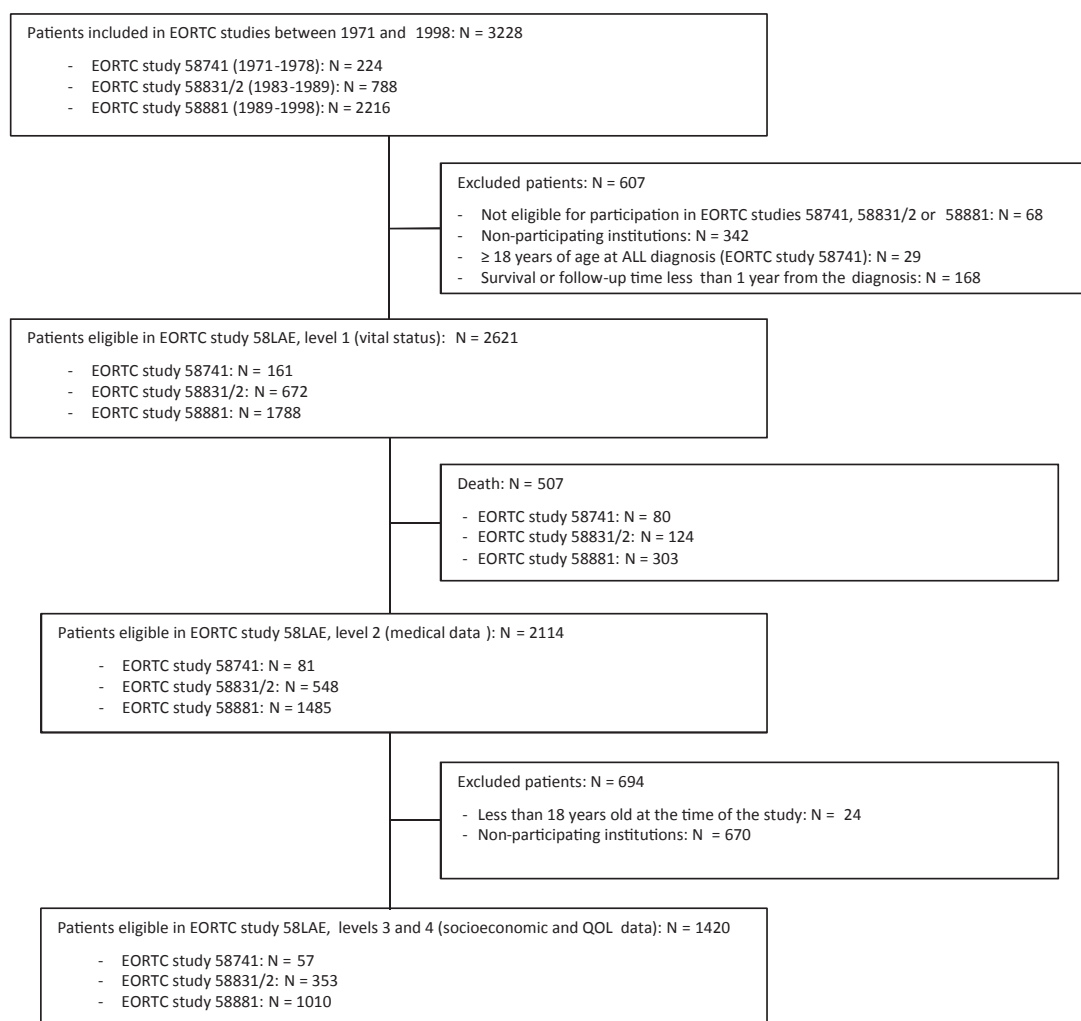 Patients included in EORTC studies between 1971 and 1998: N = 3228
- EORTC study 58741 (1971-1978): N = 224
- EORTC study 58831/2 (1983-1989): N = 788
- EORTC study 58881 (1989-1998): N = 2216
Excluded patients: N = 607
- Not eligible for participation in EORTC studies 58741, 58831/2 or 58881: N = 68
- Non-participating institutions: N = 342
- ≥ 18 years of age at ALL diagnosis (EORTC study 58741): N = 29
- Survival or follow-up time less than 1 year from the diagnosis: N = 168
Patients eligible in EORTC study 58LAE, level 1 (vital status): N = 2621
- EORTC study 58741: N = 161
- EORTC study 58831/2: N = 672
- EORTC study 58881: N = 1788
Death: N = 507
- EORTC study 58741: N = 80
- EORTC study 58831/2: N = 124
- EORTC study 58881: N = 303
Patients eligible in EORTC study 58LAE, level 2 (medical data ): N = 2114
- EORTC study 58741: N = 81
- EORTC study 58831/2: N = 548
- EORTC study 58881: N = 1485
Excluded patients: N = 694
- Less than 18 years old at the time of the study: N = 24
- Non-participating institutions: N = 670
Patients eligible in EORTC study 58LAE, levels 3 and 4 (socioeconomic and QOL data): N = 1420
- EORTC study 58741: N = 57
- EORTC study 58831/2: N = 353
- EORTC study 58881: N = 1010